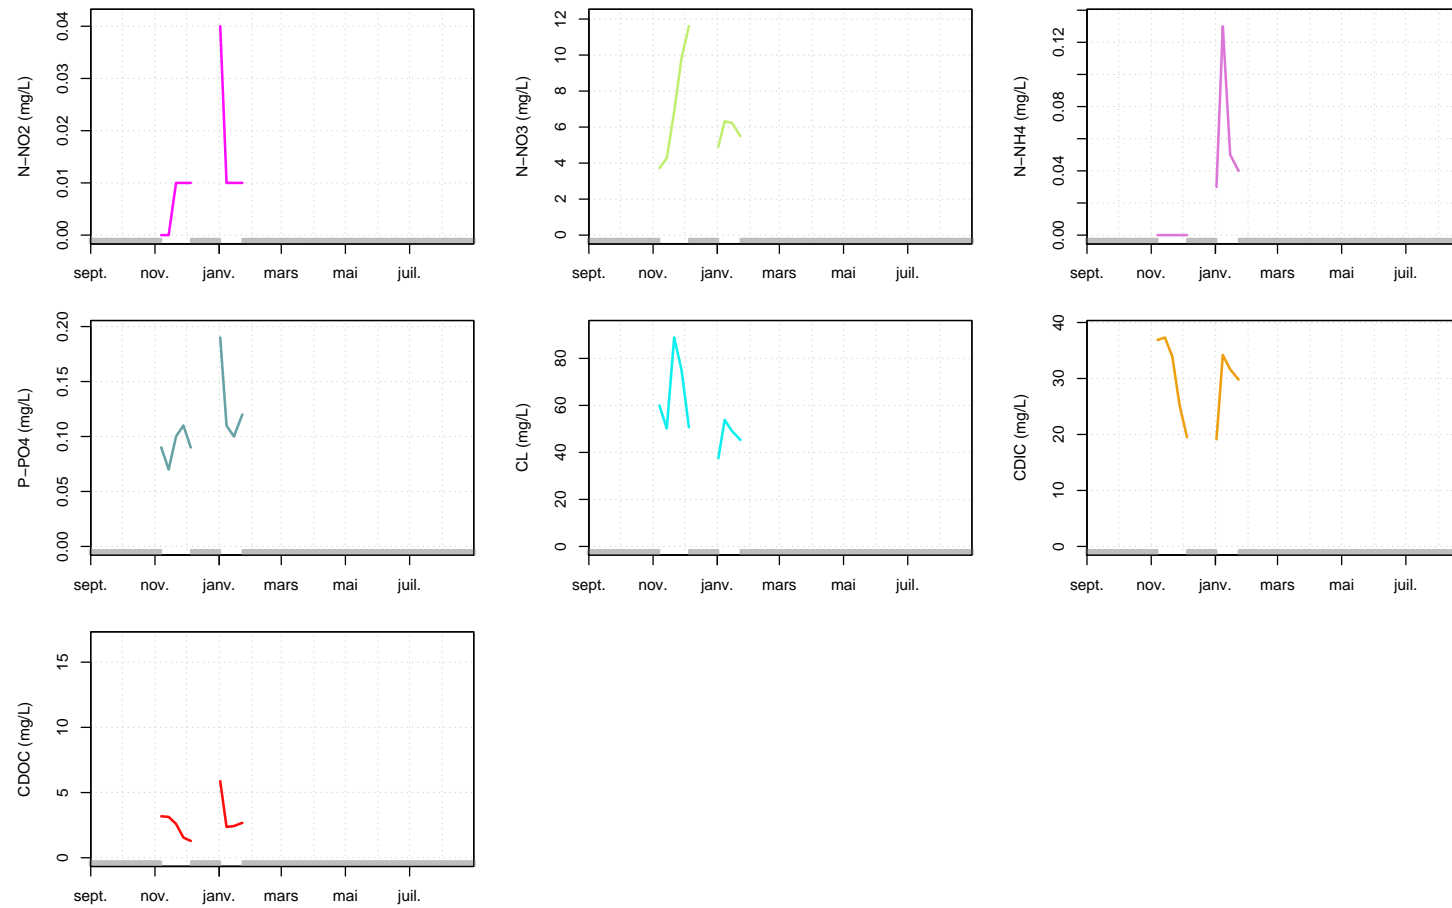 N−NO2 (mg/L)
0.00 0.01 0.02 0.03 0.04
sept. nov. janv. mars mai juil.
N−NO3 (mg/L)
0 2 4 6 8 10 12
sept. nov. janv. mars mai juil.
N−NH4 (mg/L)
0.00 0.04 0.08 0.12
sept. nov. janv. mars mai juil.
P−PO4 (mg/L)
0.00 0.05 0.10 0.15 0.20
sept. nov. janv. mars mai juil.
CL (mg/L)
0 20 40 60 80
sept. nov. janv. mars mai juil.
CDIC (mg/L)
0 10 20 30 40
sept. nov. janv. mars mai juil.
CDOC (mg/L)
0 5 10 15
sept. nov. janv. mars mai juil.